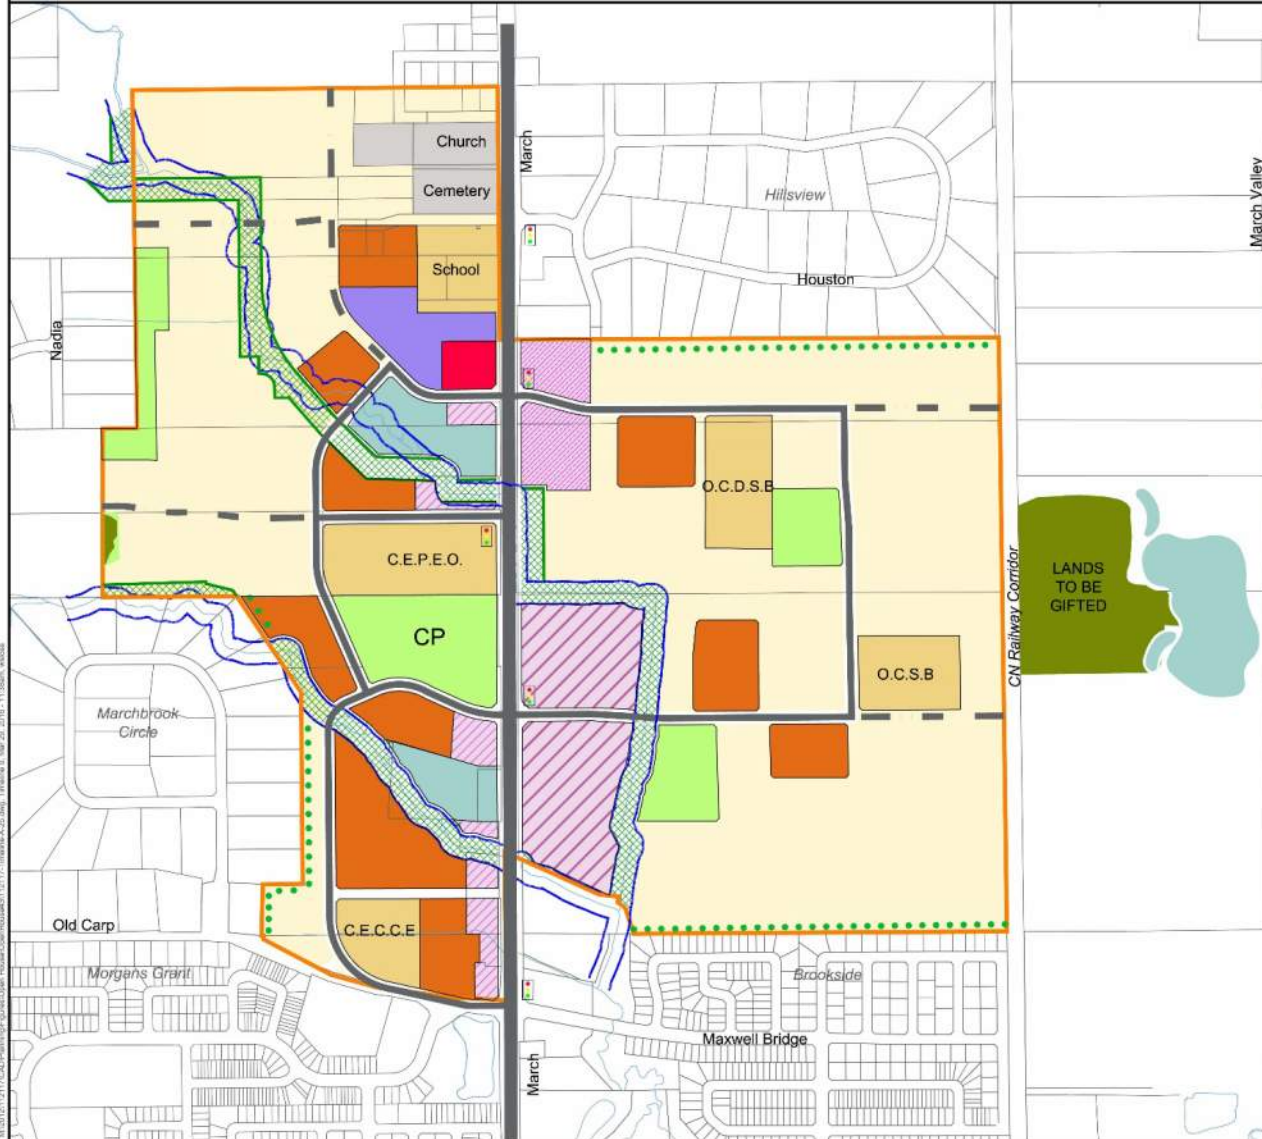 Church
March
Cemetery
Hillsview
March Valley
School
Houston
Nadia
O.C.D.S.B
C.E.P.E.O.
CN Railway Corridor
LANDS
TO BE
GIFTED
CP
O.C.S.B
Marchbrook
Circle
Old Carp
C.E.C.C.E
Morgans Grant
Brookside
Maxwell Bridge
March